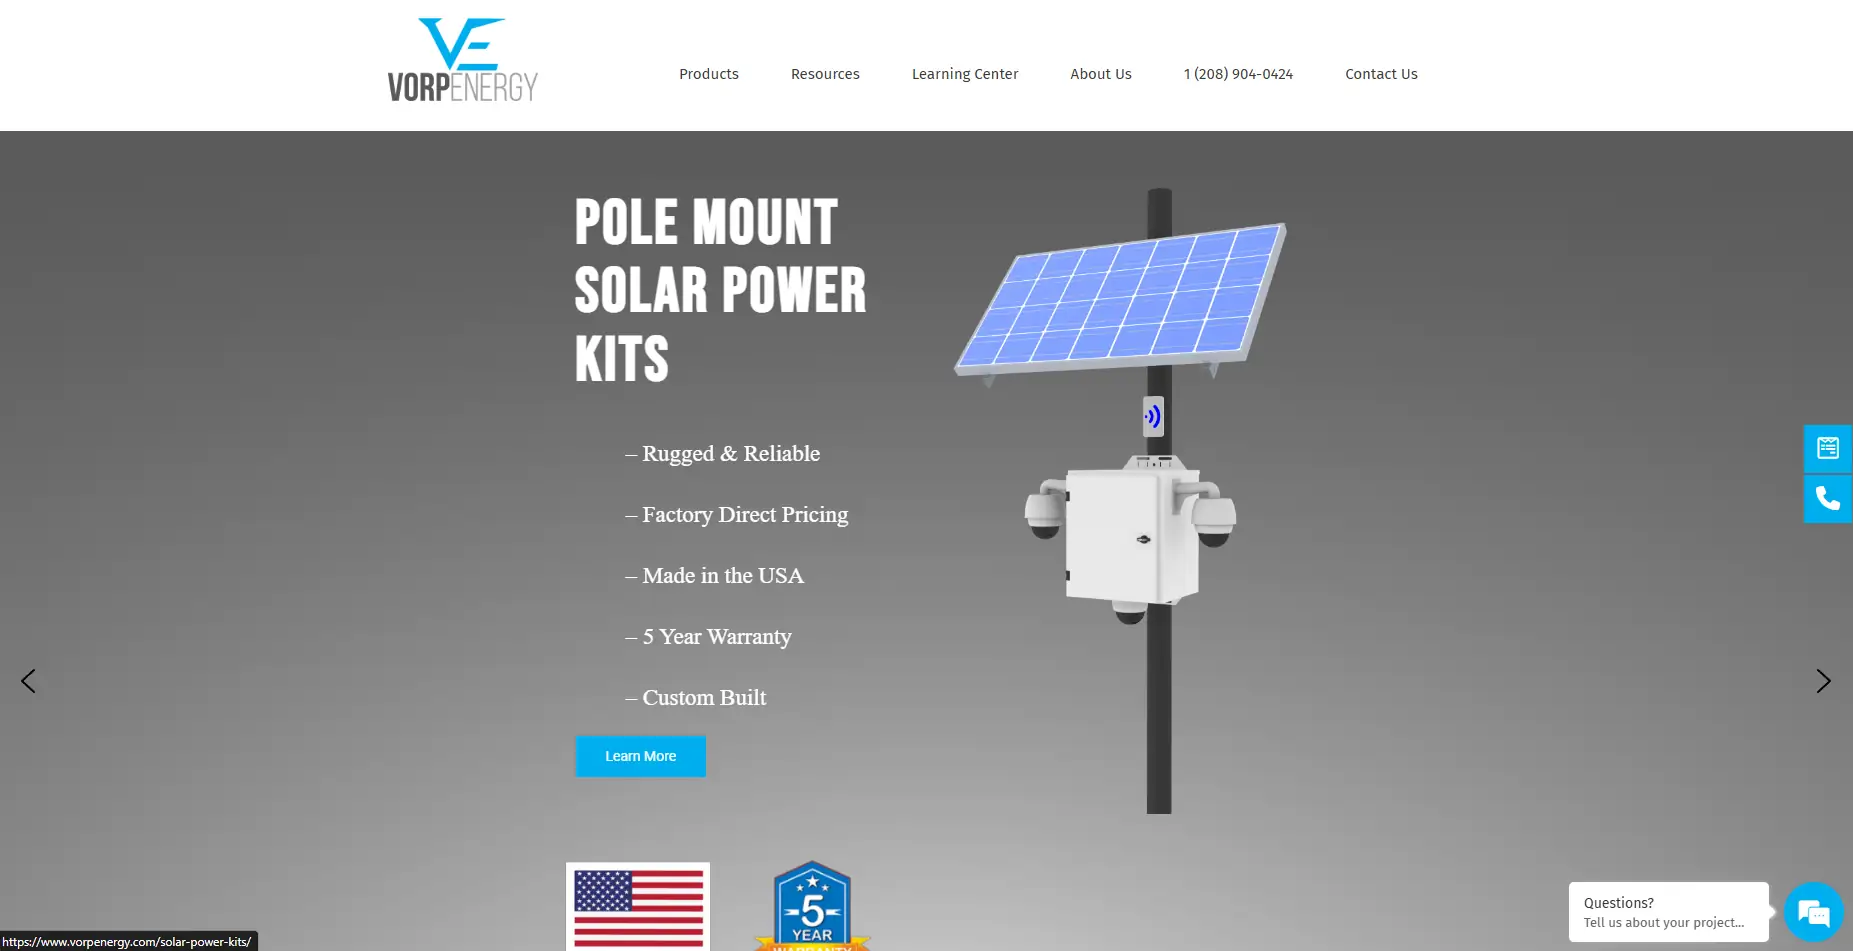 VORPENERGY
Products
Resources
Learning Center
About Us
1 (208) 904-0424
Contact Us
POLE MOUNT
SOLAR POWER
KITS
– Rugged & Reliable
– Factory Direct Pricing
– Made in the USA
– 5 Year Warranty
– Custom Built
Learn More
5
YEAR
WARRANTY
Questions?
Tell us about your project...
https://www.vorpenergy.com/solar-power-kits/